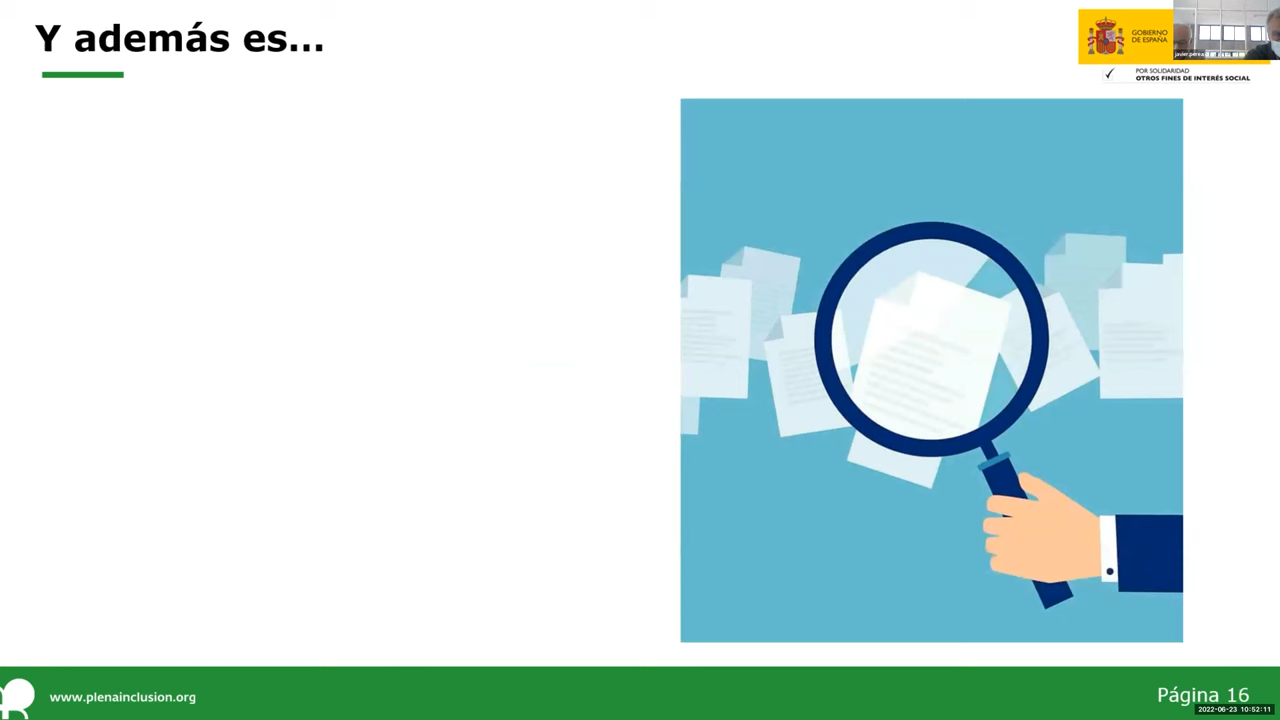 Y además es...
GOBIERNO
DE ESPAÑA
POR SOLIDARIDAD
OTROS FINES DE INTERÉS SOCIAL
www.plenainclusion.org
Página 16
2022-06-23 10:52:11